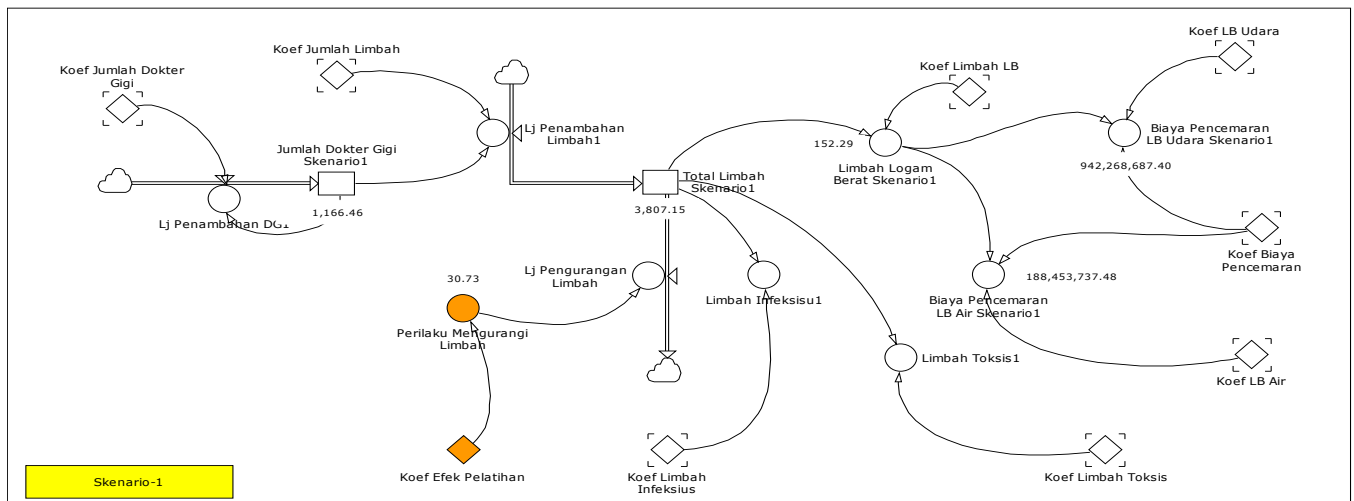 Koef LB Udara
Koef Jumlah Limbah
Koef Jumlah Dokter
Gigi
Koef Limbah LB
Lj Penambahan
Limbah1
Biaya Pencemaran
LB Udara Skenario1
942,268,687.40
152.29
Limbah Logam
Berat Skenario1
Jumlah Dokter Gigi
Skenario1
1,166.46
Lj Penambahan DG1
Total Limbah
Skenario1
3,807.15
Koef Biaya
Pencemaran
Lj Pengurangan
Limbah
30.73
Perilaku Mengurangi
Limbah
Limbah Infeksisu1
188,453,737.48
Biaya Pencemaran
LB Air Skenario1
Limbah Toksis1
Koef LB Air
Skenario-1
Koef Efek Pelatihan
Koef Limbah
Infeksius
Koef Limbah Toksis